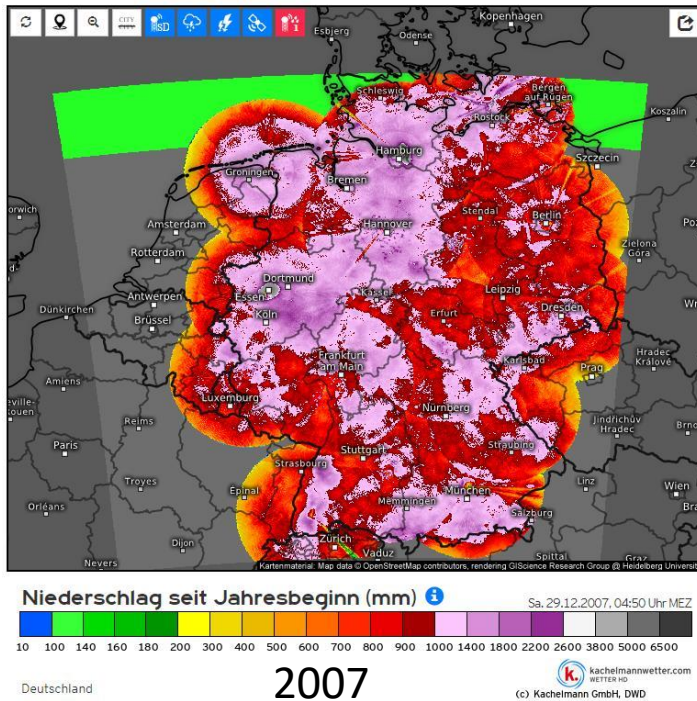 CITY
SD
Kopenhagen
Esbjerg
Odense
Schleswig
Bergen
auf Rügen
Rostock
Koszalin
Hamburg
Szczecin
Groningen
Bremen
Amsterdam
Stendal
Berlin
Hannover
Zielona
Góra
Rotterdam
Dortmund
Antwerpen
Essen
Kassel
Leipzig
Dünkirchen
Brüssel
Köln
Erfurt
Dresden
Frankfurt
am Main
Karlsbad
Hradec
Králové
Prag
Amiens
Luxemburg
Nürnberg
Reims
Jindřichův
Hradec
Paris
Stuttgart
Straubing
Strasbourg
Troyes
Épinal
Linz
Wien
Memmingen
München
Orléans
Salzburg
Dijon
Zürich
Vaduz
Spittal
Graz
Nevers
Kartenmaterial: Map data © OpenStreetMap contributors, rendering GIScience Research Group @ Heidelberg Universit
Niederschlag seit Jahresbeginn (mm)
Sa. 29.12.2007, 04:50 Uhr MEZ
10 100 140 160 180 200 300 400 500 600 700 800 900 1000 1400 1800 2200 2600 3800 5000 6500
Deutschland
2007
k. kachelmannwetter.com
WETTER HD
(c) Kachelmann GmbH, DWD